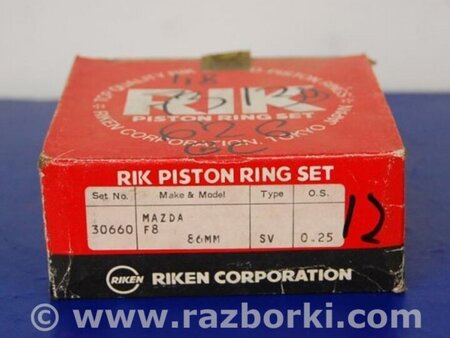 RIK
PISTON RING SET
RIKEN CORPORATION, TOKYO JAPAN
626
RIK PISTON RING SET
Set No. Make & Model Type O.S.
30660 MAZDA
F8 86MM SV 0.25
12
RIKEN RIKEN CORPORATION
© www.razborki.com